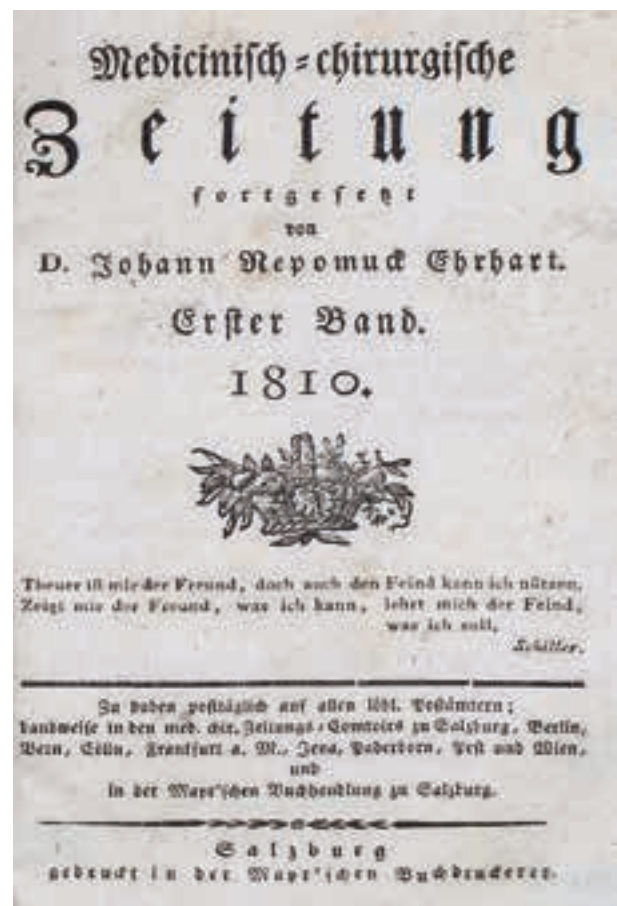 Medicinisch-chirurgische
Zeitung
fortgesetzt
von
D. Johann Nepomuck Ehrhart.
Erster Band.
1810.
Theuer ist mir der Freund, doch auch den Feind kann ich nützen,
Zeigt mir der Freund, was ich kann, lehrt mich der Feind,
was ich soll,
Schiller.
Zu haben posttäglich auf allen löbl. Postämtern;
bandweise in den med. chir. Zeitungs-Comtoirs zu Salzburg, Berlin,
Bern, Cölln, Frankfurt a. M., Jena, Paderborn, Pest und Wien,
und
in der Mayr'schen Buchhandlung zu Salzburg.
Salzburg
gedruckt in der Mayr'schen Buchdruckerei.